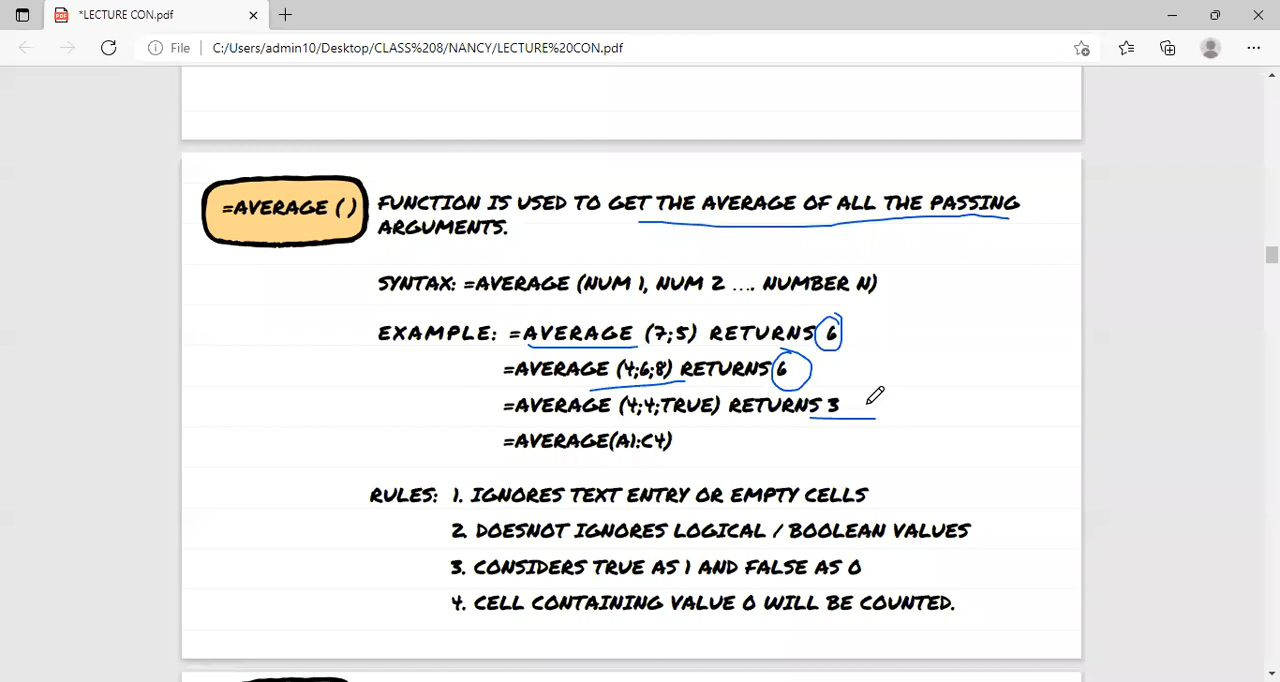 *LECTURE CON.pdf
File C:/Users/admin10/Desktop/CLASS%208/NANCY/LECTURE%20CON.pdf
=AVERAGE ( ) FUNCTION IS USED TO GET THE AVERAGE OF ALL THE PASSING
ARGUMENTS.
SYNTAX: =AVERAGE (NUM 1, NUM 2 .... NUMBER N)
EXAMPLE: =AVERAGE (7;5) RETURNS 6
=AVERAGE (4;6;8) RETURNS 6
=AVERAGE (4;4;TRUE) RETURNS 3
=AVERAGE(A1:C4)
RULES: 1. IGNORES TEXT ENTRY OR EMPTY CELLS
2. DOESNOT IGNORES LOGICAL / BOOLEAN VALUES
3. CONSIDERS TRUE AS 1 AND FALSE AS 0
4. CELL CONTAINING VALUE 0 WILL BE COUNTED.